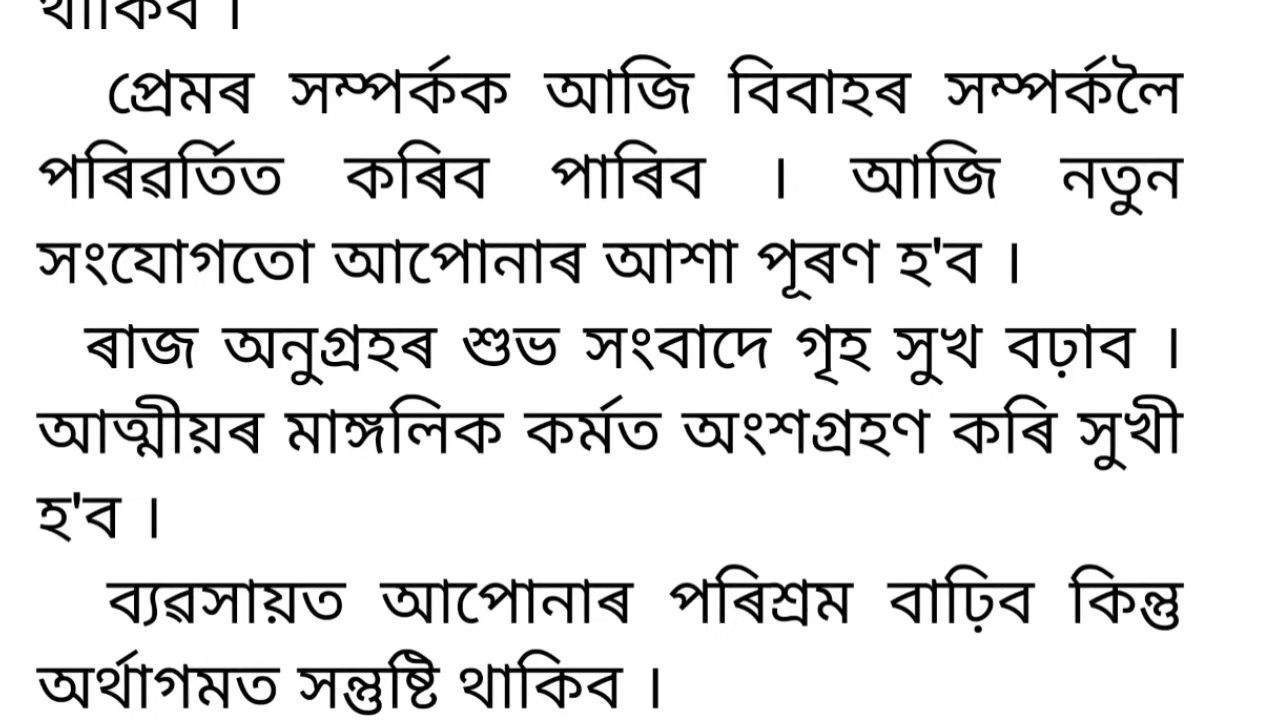 থাকিব ।
প্ৰেমৰ সম্পৰ্কক আজি বিবাহৰ সম্পৰ্কলৈ
পৰিৱৰ্তিত কৰিব পাৰিব । আজি নতুন
সংযোগতো আপোনাৰ আশা পূৰণ হ'ব ।
ৰাজ অনুগ্ৰহৰ শুভ সংবাদে গৃহ সুখ বঢ়াব ।
আত্মীয়ৰ মাঙ্গলিক কৰ্মত অংশগ্ৰহণ কৰি সুখী
হ'ব ।
ব্যৱসায়ত আপোনাৰ পৰিশ্ৰম বাঢ়িব কিন্তু
অৰ্থাগমত সন্তুষ্টি থাকিব ।